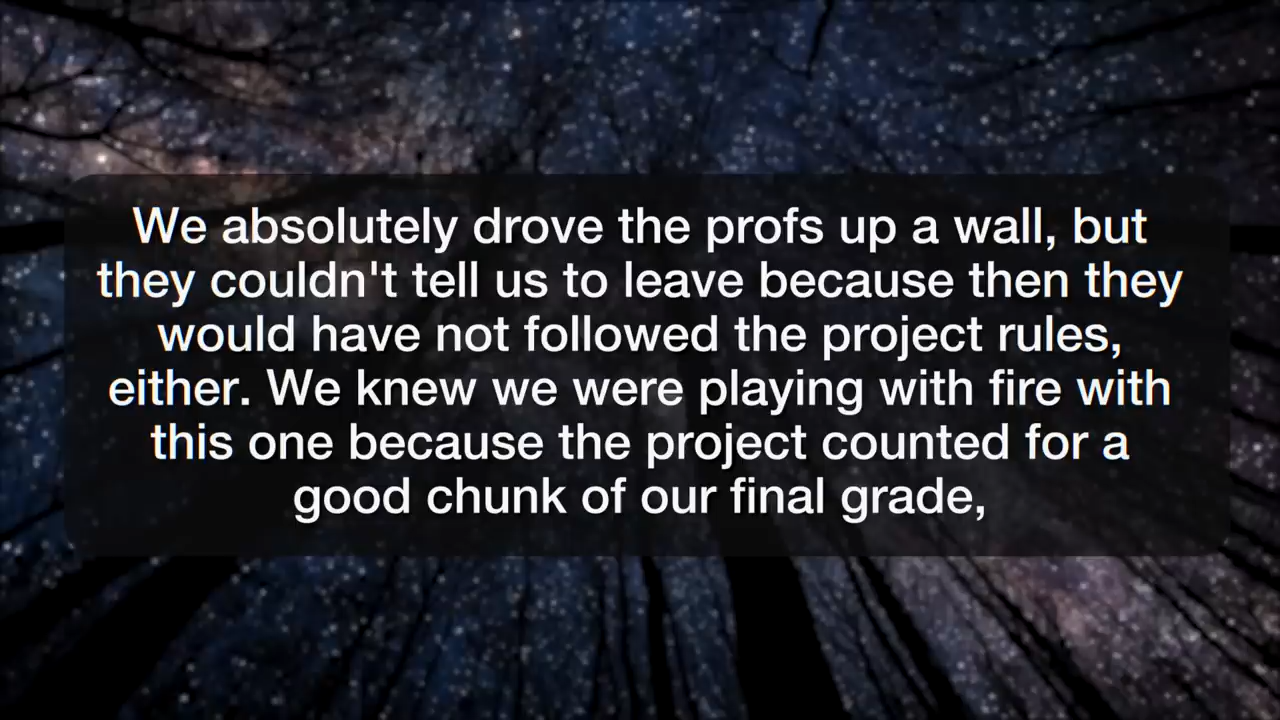 We absolutely drove the profs up a wall, but
they couldn't tell us to leave because then they
would have not followed the project rules,
either. We knew we were playing with fire with
this one because the project counted for a
good chunk of our final grade,